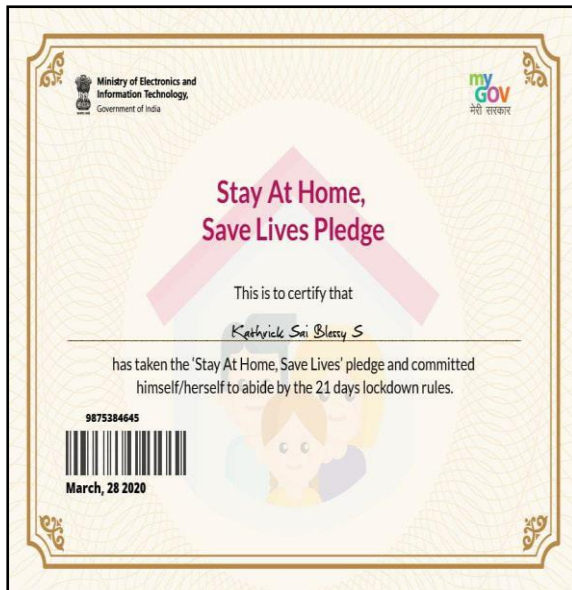 Ministry of Electronics and
Information Technology,
Government of India
my
GOV
मेरी सरकार
Stay At Home,
Save Lives Pledge
This is to certify that
Kathrick Sai Blessy S
has taken the 'Stay At Home, Save Lives' pledge and committed
himself/herself to abide by the 21 days lockdown rules.
9875384645
March, 28 2020